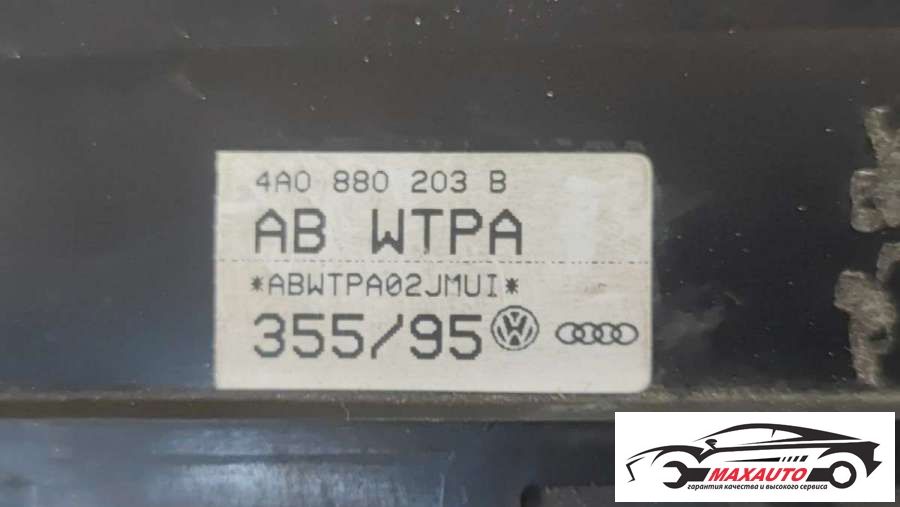 4A0 880 203 B
AB WTPA
*ABWTPA02JMUI*
355/95
MAXAUTO
гарантия качества и высокого сервиса